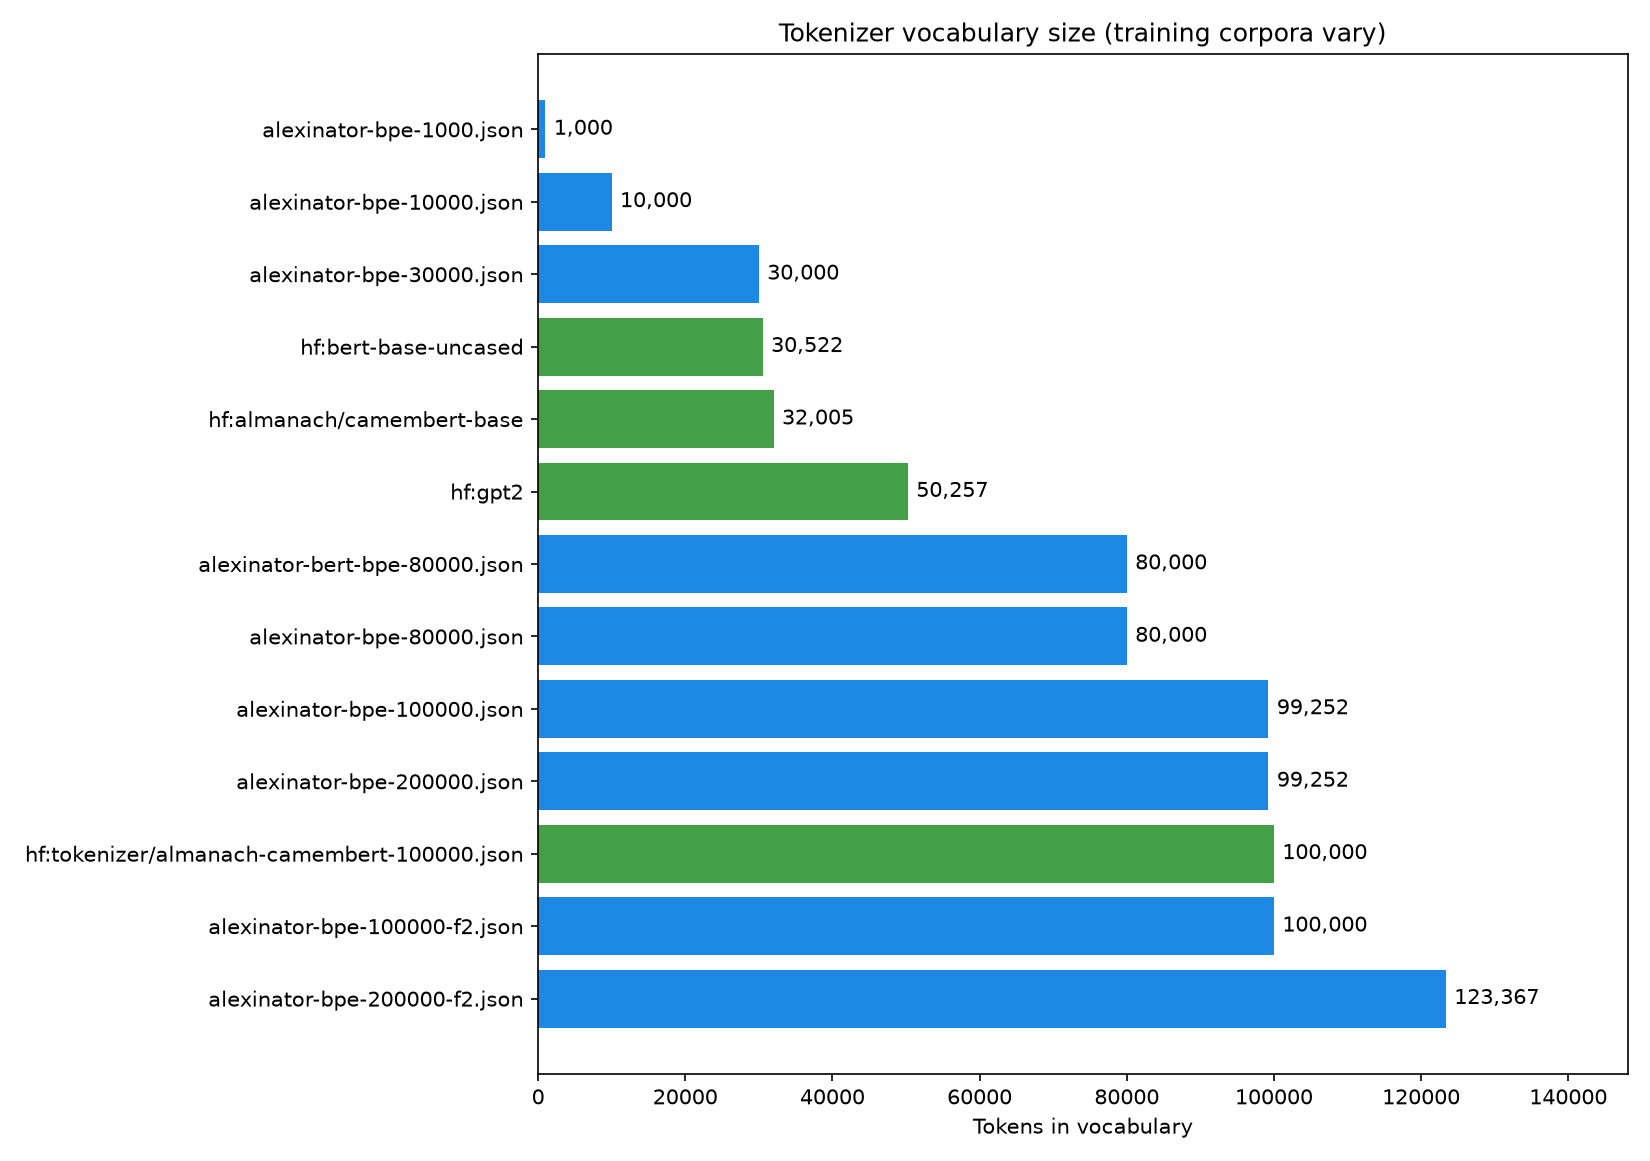 Tokenizer vocabulary size (training corpora vary)
alexinator-bpe-1000.json 1,000
alexinator-bpe-10000.json 10,000
alexinator-bpe-30000.json 30,000
hf:bert-base-uncased 30,522
hf:almanach/camembert-base 32,005
hf:gpt2 50,257
alexinator-bert-bpe-80000.json 80,000
alexinator-bpe-80000.json 80,000
alexinator-bpe-100000.json 99,252
alexinator-bpe-200000.json 99,252
hf:tokenizer/almanach-camembert-100000.json 100,000
alexinator-bpe-100000-f2.json 100,000
alexinator-bpe-200000-f2.json 123,367
0 20000 40000 60000 80000 100000 120000 140000
Tokens in vocabulary